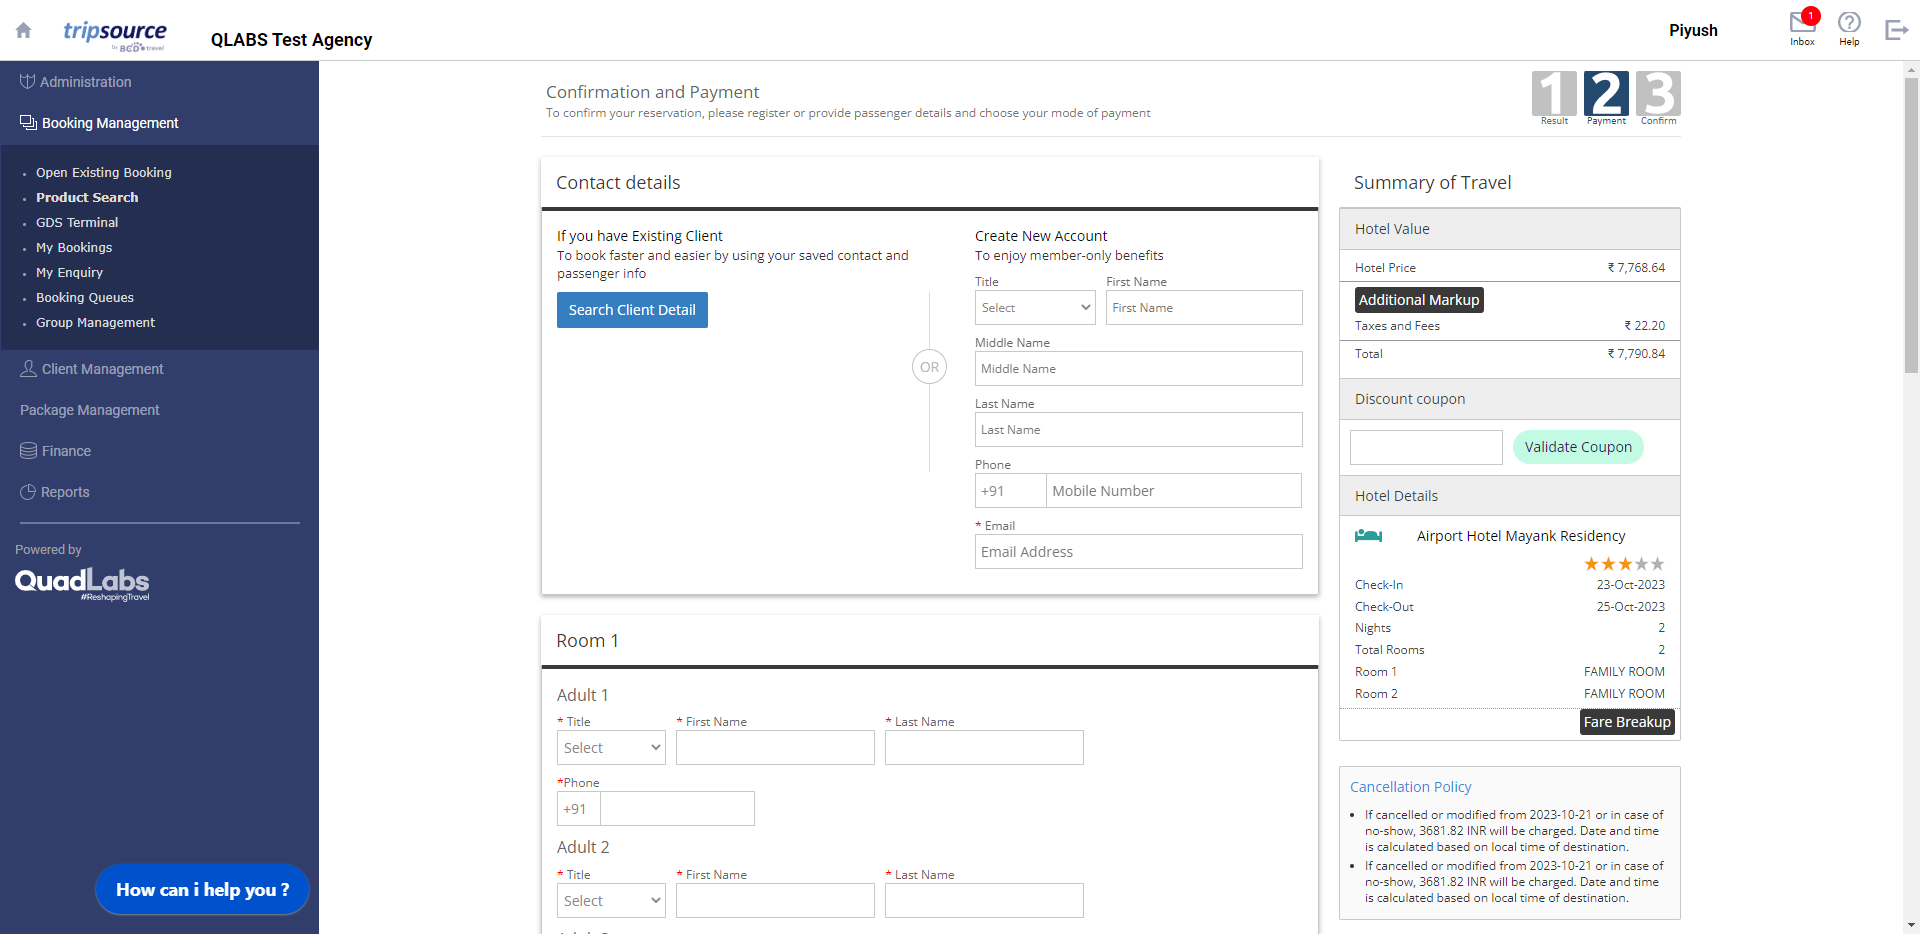 tripsource
by BCD travel
QLABS Test Agency
Piyush
1
Inbox
Help
Administration
Booking Management
Open Existing Booking
Product Search
GDS Terminal
My Bookings
My Enquiry
Booking Queues
Group Management
Client Management
Package Management
Finance
Reports
Powered by
QuadLabs
#ReshapingTravel
How can i help you ?
Confirmation and Payment
To confirm your reservation, please register or provide passenger details and choose your mode of payment
1 2 3
Result Payment Confirm
Contact details
If you have Existing Client
To book faster and easier by using your saved contact and
passenger info
Search Client Detail
OR
Create New Account
To enjoy member-only benefits
Title First Name
Select First Name
Middle Name
Middle Name
Last Name
Last Name
Phone
+91 Mobile Number
* Email
Email Address
Room 1
Adult 1
* Title * First Name * Last Name
Select
*Phone
+91
Adult 2
* Title * First Name * Last Name
Select
Summary of Travel
Hotel Value
Hotel Price ₹ 7,768.64
Additional Markup
Taxes and Fees ₹ 22.20
Total ₹ 7,790.84
Discount coupon
Validate Coupon
Hotel Details
Airport Hotel Mayank Residency
Check-In 23-Oct-2023
Check-Out 25-Oct-2023
Nights 2
Total Rooms 2
Room 1 FAMILY ROOM
Room 2 FAMILY ROOM
Fare Breakup
Cancellation Policy
If cancelled or modified from 2023-10-21 or in case of
no-show, 3681.82 INR will be charged. Date and time
is calculated based on local time of destination.
If cancelled or modified from 2023-10-21 or in case of
no-show, 3681.82 INR will be charged. Date and time
is calculated based on local time of destination.